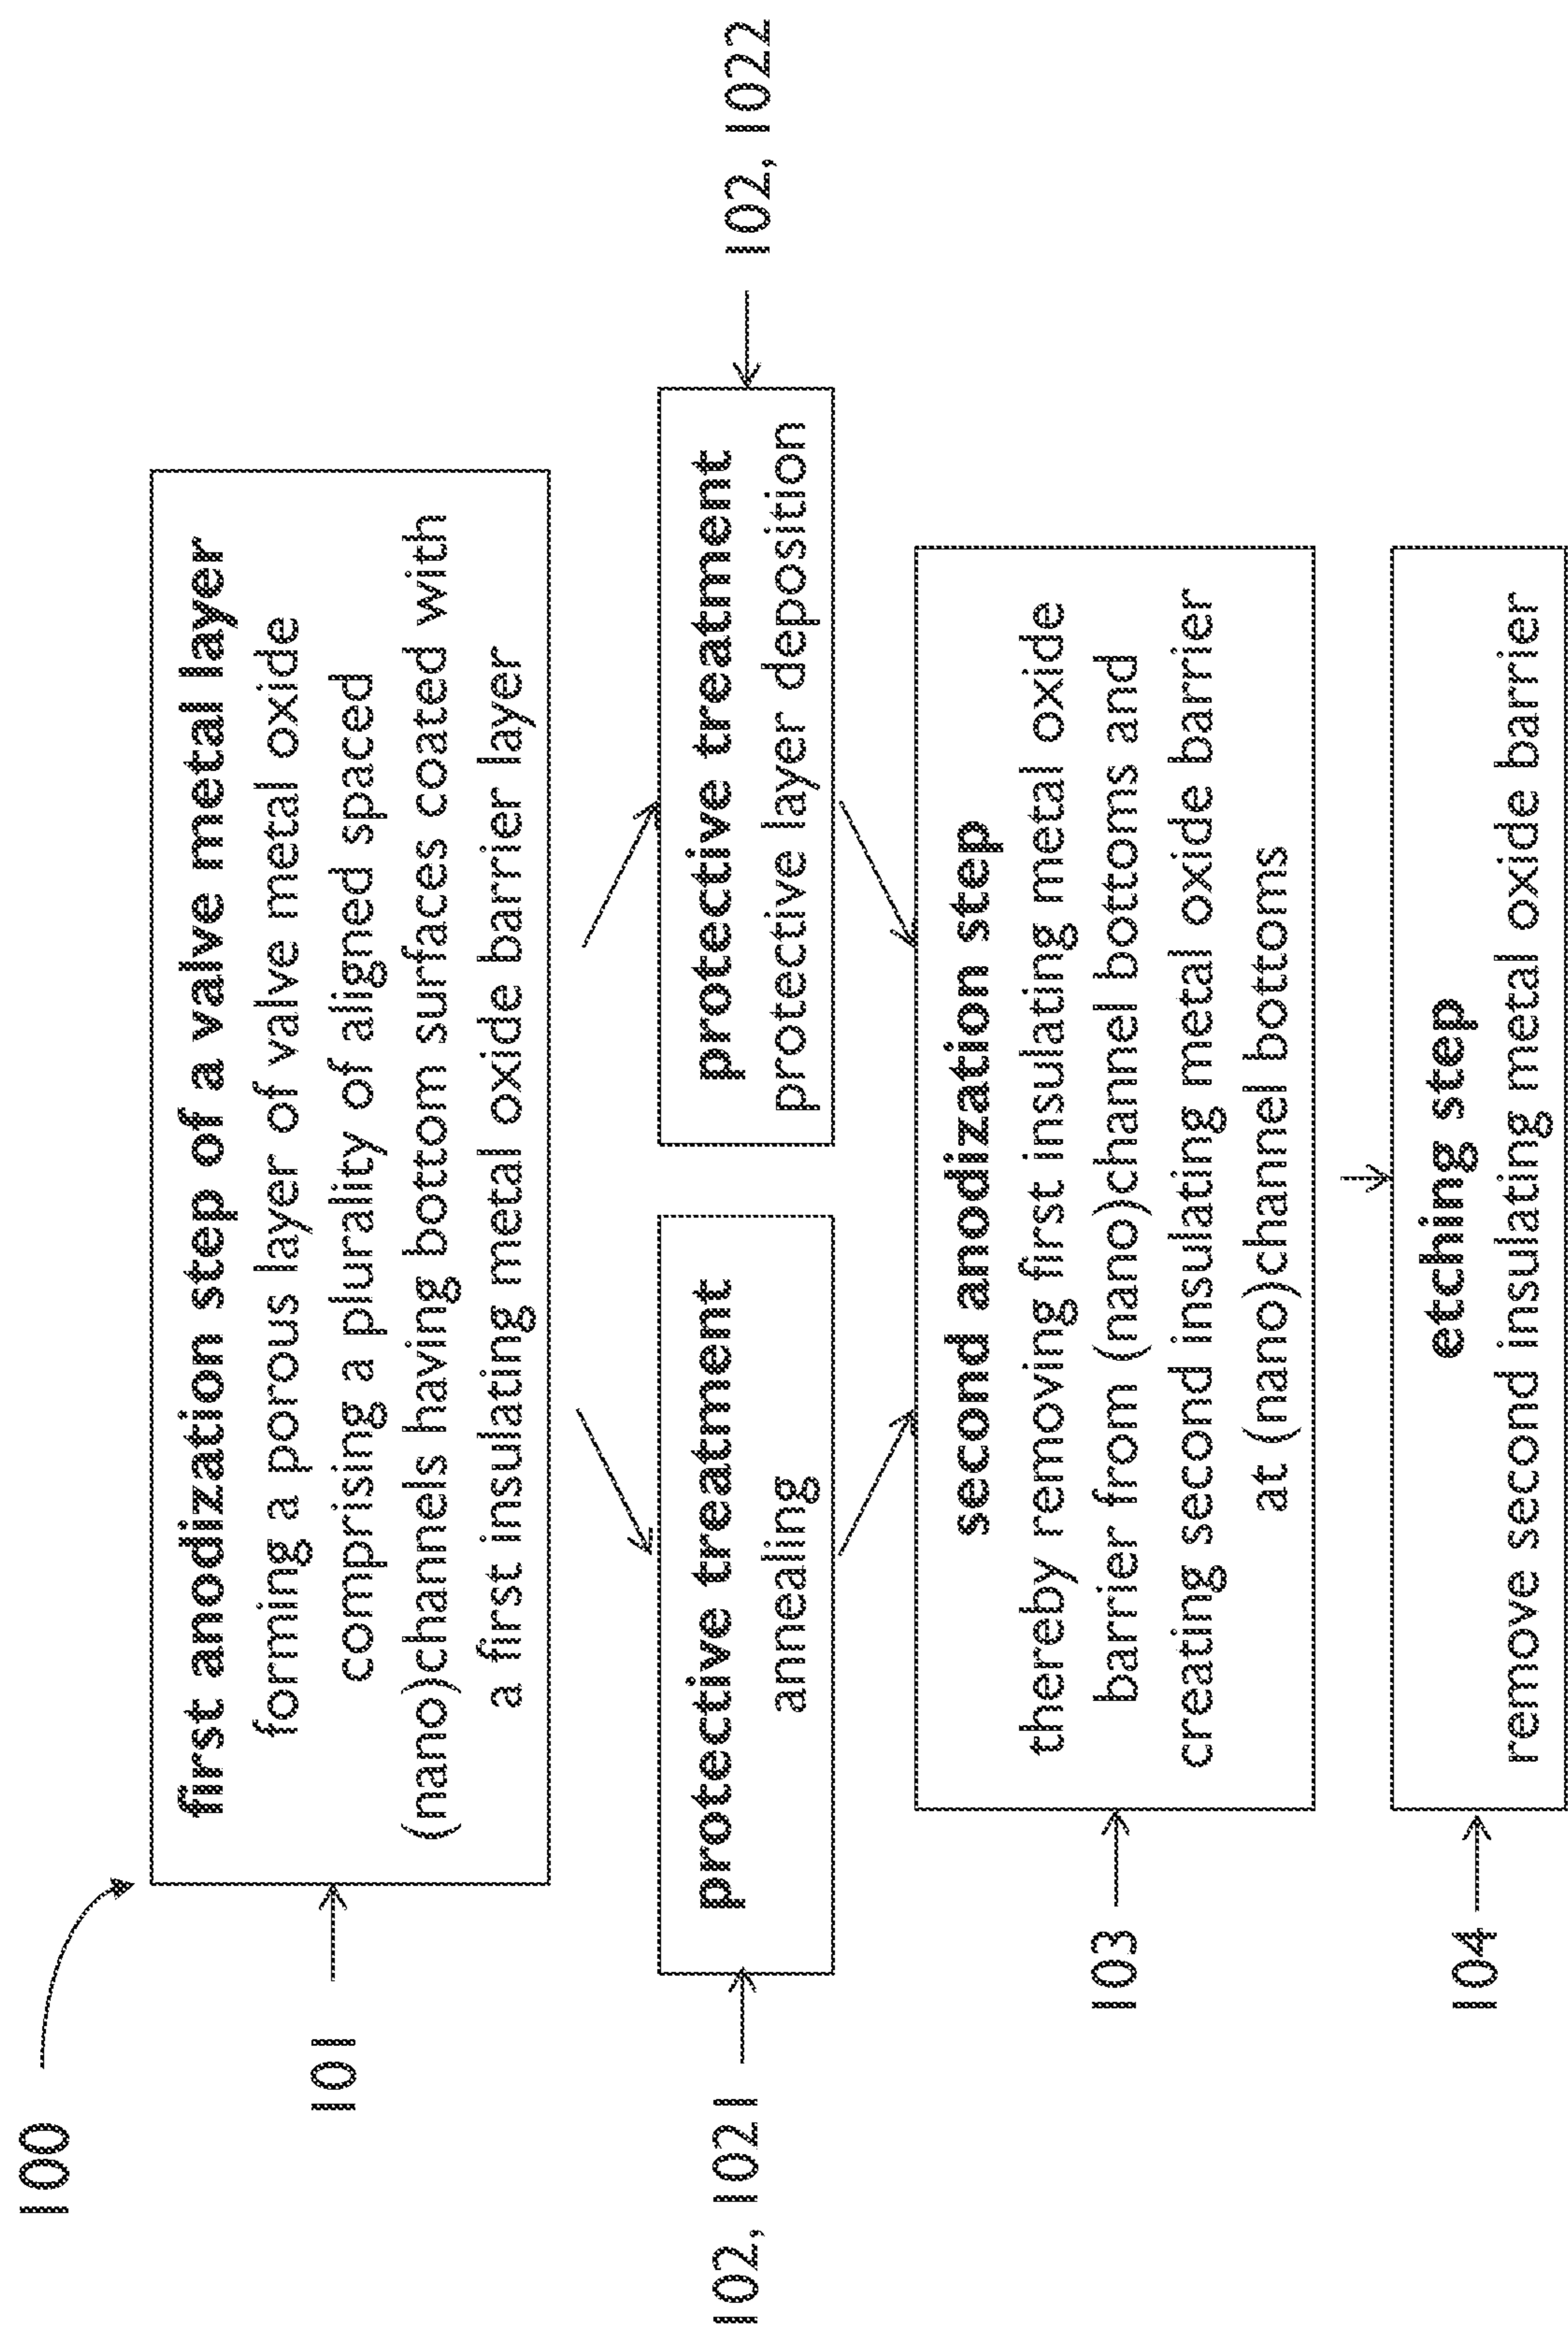 100
101
first anodization step of a valve metal layer
forming a porous layer of valve metal oxide
comprising a plurality of aligned spaced
(nano)channels having bottom surfaces coated with
a first insulating metal oxide barrier layer
102, 1021
protective treatment
annealing
protective treatment
protective layer deposition
102, 1022
103
second anodization step
thereby removing first insulating metal oxide
barrier from (nano)channel bottoms and
creating second insulating metal oxide barrier
at (nano)channel bottoms
104
etching step
remove second insulating metal oxide barrier